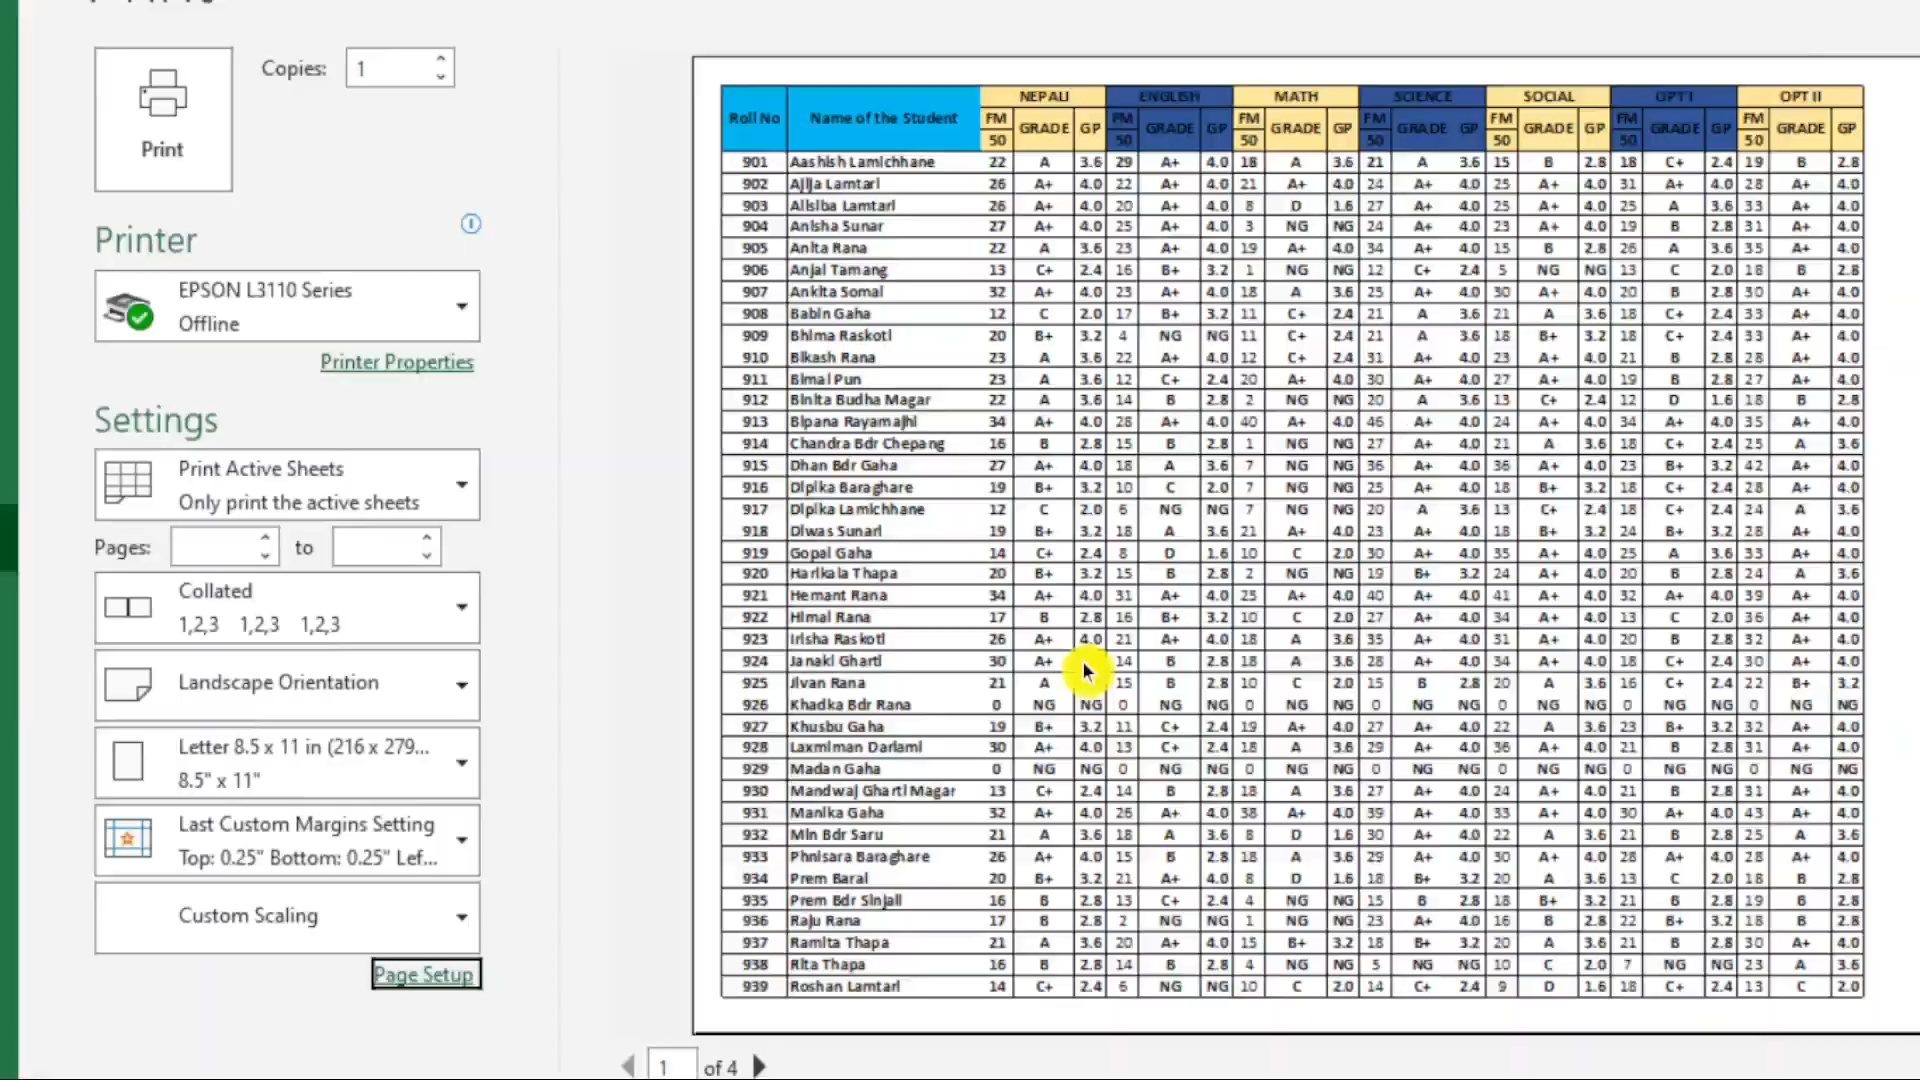 Copies: 1
Print
Printer
EPSON L3110 Series
Offline
Printer Properties
Settings
Print Active Sheets
Only print the active sheets
Pages: to
Collated
1,2,3 1,2,3 1,2,3
Landscape Orientation
Letter 8.5 x 11 in (216 x 279...
8.5" x 11"
Last Custom Margins Setting
Top: 0.25" Bottom: 0.25" Lef...
Custom Scaling
Page Setup
Roll No Name of the Student NEPALI ENGLISH MATH SCIENCE SOCIAL OPT I OPT II
FM GRADE GP FM GRADE GP FM GRADE GP FM GRADE GP FM GRADE GP FM GRADE GP FM GRADE GP
50 50 50 50 50 50 50
901 Aashish Lamichhane 22 A 3.6 29 A+ 4.0 18 A 3.6 21 A 3.6 15 B 2.8 18 C+ 2.4 19 B 2.8
902 Ajija Lamtari 26 A+ 4.0 22 A+ 4.0 21 A+ 4.0 24 A+ 4.0 25 A+ 4.0 31 A+ 4.0 28 A+ 4.0
903 Alisiba Lamtari 26 A+ 4.0 20 A+ 4.0 8 D 1.6 27 A+ 4.0 25 A+ 4.0 25 A 3.6 33 A+ 4.0
904 Anisha Sunar 27 A+ 4.0 25 A+ 4.0 3 NG NG 24 A+ 4.0 23 A+ 4.0 19 B 2.8 31 A+ 4.0
905 Anita Rana 22 A 3.6 23 A+ 4.0 19 A+ 4.0 34 A+ 4.0 15 B 2.8 26 A 3.6 35 A+ 4.0
906 Anjal Tamang 13 C+ 2.4 16 B+ 3.2 1 NG NG 12 C+ 2.4 5 NG NG 13 C 2.0 18 B 2.8
907 Ankita Somai 32 A+ 4.0 23 A+ 4.0 18 A 3.6 25 A+ 4.0 30 A+ 4.0 20 B 2.8 30 A+ 4.0
908 Babin Gaha 12 C 2.0 17 B+ 3.2 11 C+ 2.4 21 A 3.6 21 A 3.6 18 C+ 2.4 33 A+ 4.0
909 Bhima Raskoti 20 B+ 3.2 4 NG NG 11 C+ 2.4 21 A 3.6 18 B+ 3.2 18 C+ 2.4 33 A+ 4.0
910 Bikash Rana 23 A 3.6 22 A+ 4.0 12 C+ 2.4 31 A+ 4.0 23 A+ 4.0 21 B 2.8 28 A+ 4.0
911 Bimal Pun 23 A 3.6 12 C+ 2.4 20 A+ 4.0 30 A+ 4.0 27 A+ 4.0 19 B 2.8 27 A+ 4.0
912 Binita Budha Magar 22 A 3.6 14 B 2.8 2 NG NG 20 A 3.6 13 C+ 2.4 12 D 1.6 18 B 2.8
913 Bipana Rayamajhi 34 A+ 4.0 28 A+ 4.0 40 A+ 4.0 46 A+ 4.0 24 A+ 4.0 34 A+ 4.0 35 A+ 4.0
914 Chandra Bdr Chepang 16 B 2.8 15 B 2.8 1 NG NG 27 A+ 4.0 21 A 3.6 18 C+ 2.4 25 A 3.6
915 Dhan Bdr Gaha 27 A+ 4.0 18 A 3.6 7 NG NG 36 A+ 4.0 36 A+ 4.0 23 B+ 3.2 42 A+ 4.0
916 Dipika Baraghare 19 B+ 3.2 10 C 2.0 7 NG NG 25 A+ 4.0 18 B+ 3.2 18 C+ 2.4 28 A+ 4.0
917 Dipika Lamichhane 12 C 2.0 6 NG NG 7 NG NG 20 A 3.6 13 C+ 2.4 18 C+ 2.4 24 A 3.6
918 Diwas Sunari 19 B+ 3.2 18 A 3.6 21 A+ 4.0 23 A+ 4.0 18 B+ 3.2 24 B+ 3.2 28 A+ 4.0
919 Gopal Gaha 14 C+ 2.4 8 D 1.6 10 C 2.0 30 A+ 4.0 35 A+ 4.0 25 A 3.6 33 A+ 4.0
920 Harikala Thapa 20 B+ 3.2 15 B 2.8 2 NG NG 19 B+ 3.2 24 A+ 4.0 20 B 2.8 24 A 3.6
921 Hemant Rana 34 A+ 4.0 31 A+ 4.0 25 A+ 4.0 40 A+ 4.0 41 A+ 4.0 32 A+ 4.0 39 A+ 4.0
922 Himal Rana 17 B 2.8 16 B+ 3.2 10 C 2.0 27 A+ 4.0 34 A+ 4.0 13 C 2.0 36 A+ 4.0
923 Irisha Raskoti 26 A+ 4.0 21 A+ 4.0 18 A 3.6 35 A+ 4.0 31 A+ 4.0 20 B 2.8 32 A+ 4.0
924 Janaki Gharti 30 A+ 14 B 2.8 18 A 3.6 28 A+ 4.0 34 A+ 4.0 18 C+ 2.4 30 A+ 4.0
925 Jivan Rana 21 A 15 B 2.8 10 C 2.0 15 B 2.8 20 A 3.6 16 C+ 2.4 22 B+ 3.2
926 Khadka Bdr Rana 0 NG NG 0 NG NG 0 NG NG 0 NG NG 0 NG NG 0 NG NG 0 NG NG
927 Khusbu Gaha 19 B+ 3.2 11 C+ 2.4 19 A+ 4.0 27 A+ 4.0 22 A 3.6 23 B+ 3.2 32 A+ 4.0
928 Laxmiman Darlami 30 A+ 4.0 13 C+ 2.4 18 A 3.6 29 A+ 4.0 36 A+ 4.0 21 B 2.8 31 A+ 4.0
929 Madan Gaha 0 NG NG 0 NG NG 0 NG NG 0 NG NG 0 NG NG 0 NG NG 0 NG NG
930 Mandwaj Gharti Magar 13 C+ 2.4 14 B 2.8 18 A 3.6 27 A+ 4.0 24 A+ 4.0 21 B 2.8 31 A+ 4.0
931 Manika Gaha 32 A+ 4.0 26 A+ 4.0 38 A+ 4.0 39 A+ 4.0 33 A+ 4.0 30 A+ 4.0 43 A+ 4.0
932 Min Bdr Saru 21 A 3.6 18 A 3.6 8 D 1.6 30 A+ 4.0 22 A 3.6 21 B 2.8 25 A 3.6
933 Phnisara Baraghare 26 A+ 4.0 15 B 2.8 18 A 3.6 29 A+ 4.0 30 A+ 4.0 28 A+ 4.0 28 A+ 4.0
934 Prem Baral 20 B+ 3.2 21 A+ 4.0 8 D 1.6 18 B+ 3.2 20 A 3.6 13 C 2.0 18 B 2.8
935 Prem Bdr Sinjali 16 B 2.8 13 C+ 2.4 4 NG NG 15 B 2.8 18 B+ 3.2 21 B 2.8 19 B 2.8
936 Raju Rana 17 B 2.8 2 NG NG 1 NG NG 23 A+ 4.0 16 B 2.8 22 B+ 3.2 18 B 2.8
937 Ramita Thapa 21 A 3.6 20 A+ 4.0 15 B+ 3.2 18 B+ 3.2 20 A 3.6 21 B 2.8 30 A+ 4.0
938 Rita Thapa 16 B 2.8 14 B 2.8 4 NG NG 5 NG NG 10 C 2.0 7 NG NG 23 A 3.6
939 Roshan Lamtari 14 C+ 2.4 6 NG NG 10 C 2.0 14 C+ 2.4 9 D 1.6 18 C+ 2.4 13 C 2.0
1 of 4